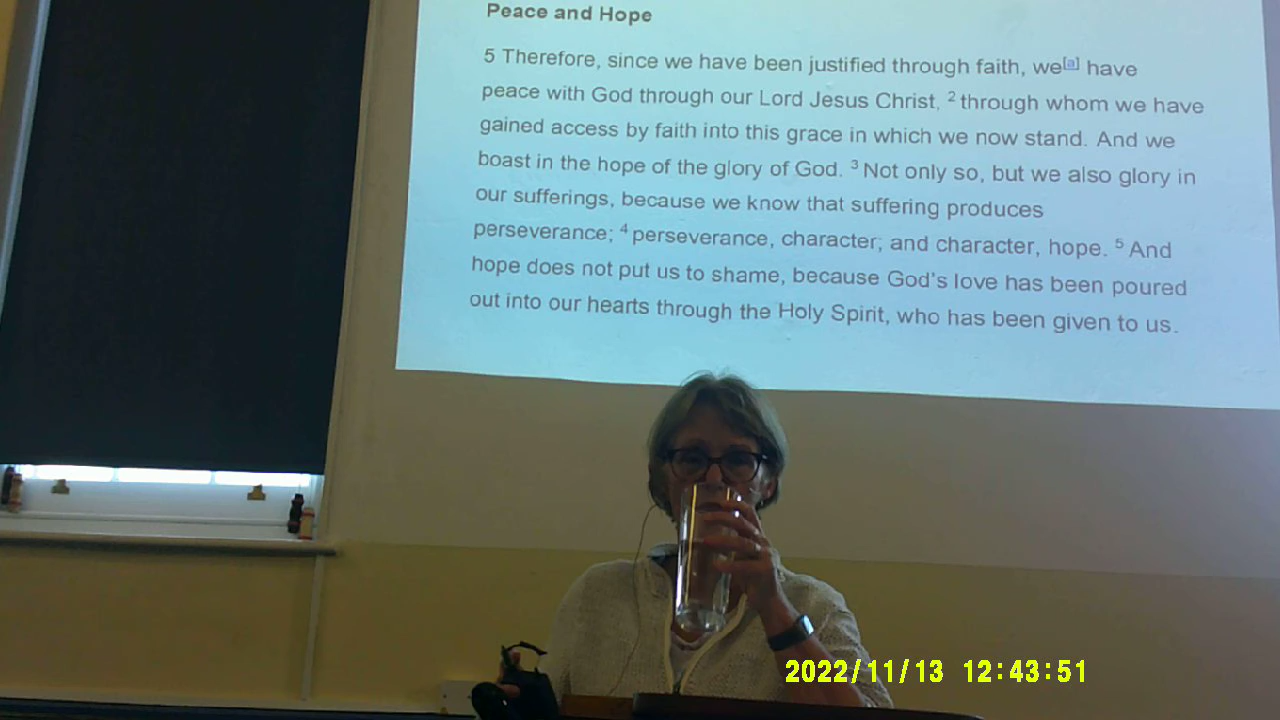 Peace and Hope
5 Therefore, since we have been justified through faith, we[a] have
peace with God through our Lord Jesus Christ, 2 through whom we have
gained access by faith into this grace in which we now stand. And we
boast in the hope of the glory of God. 3 Not only so, but we also glory in
our sufferings, because we know that suffering produces
perseverance; 4 perseverance, character; and character, hope. 5 And
hope does not put us to shame, because God's love has been poured
out into our hearts through the Holy Spirit, who has been given to us.
2022/11/13 12:43:51